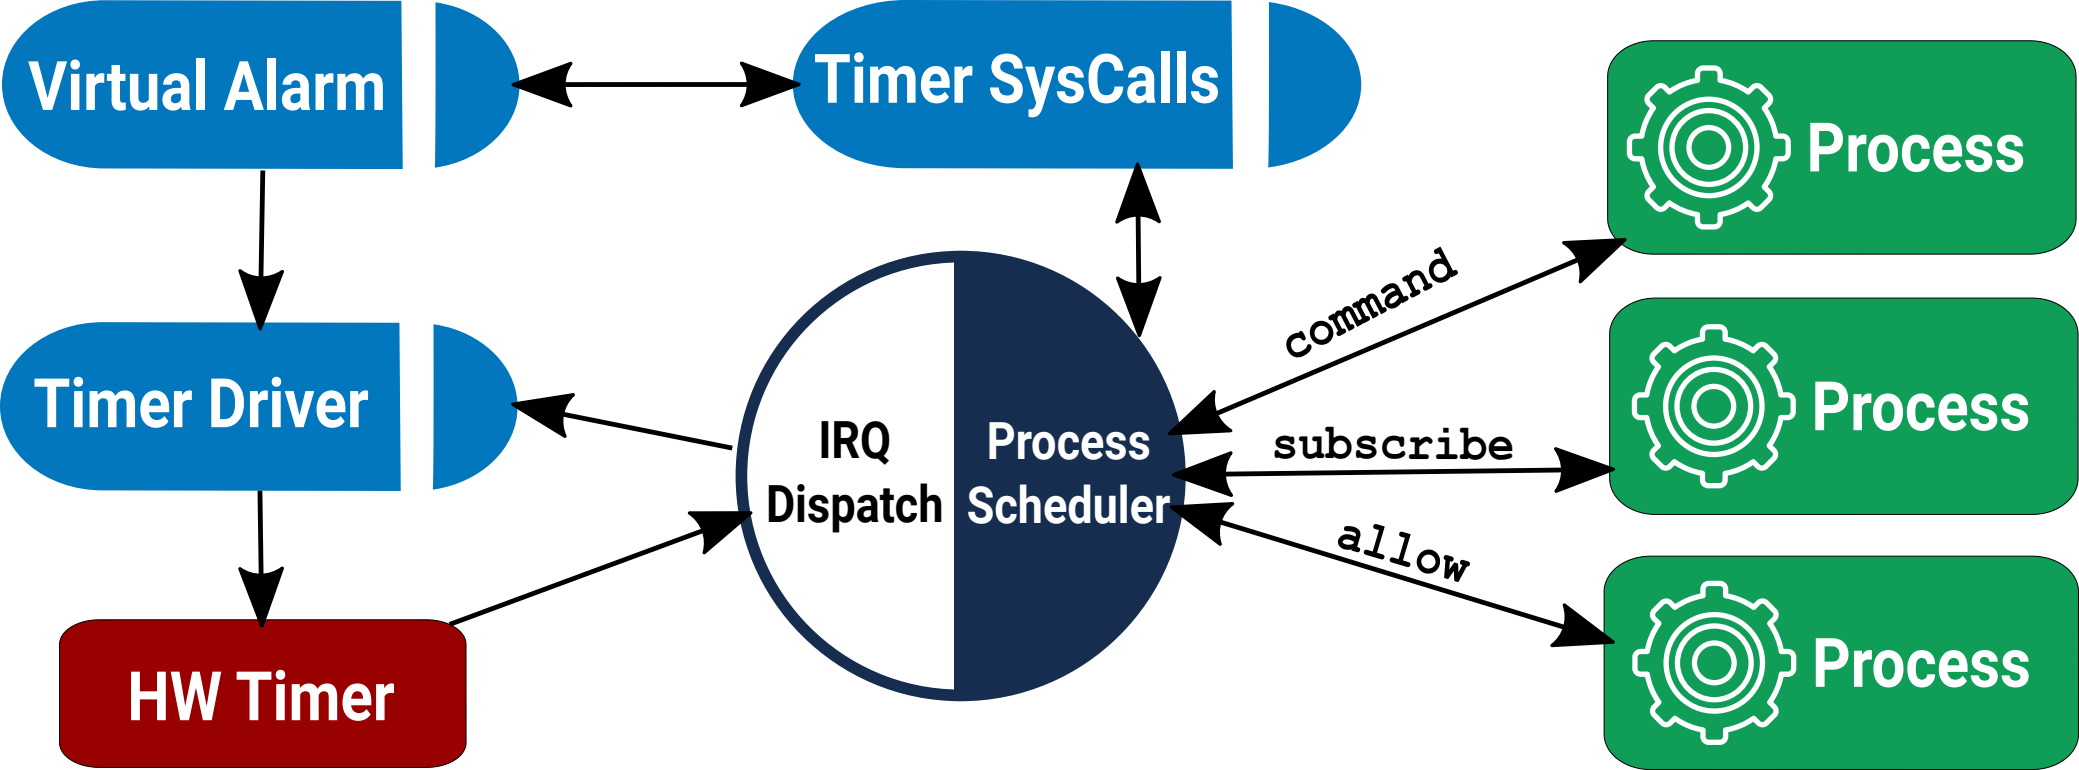 Virtual Alarm
Timer SysCalls
Process
command
Timer Driver
IRQ
Dispatch
Process
Scheduler
subscribe
Process
allow
HW Timer
Process